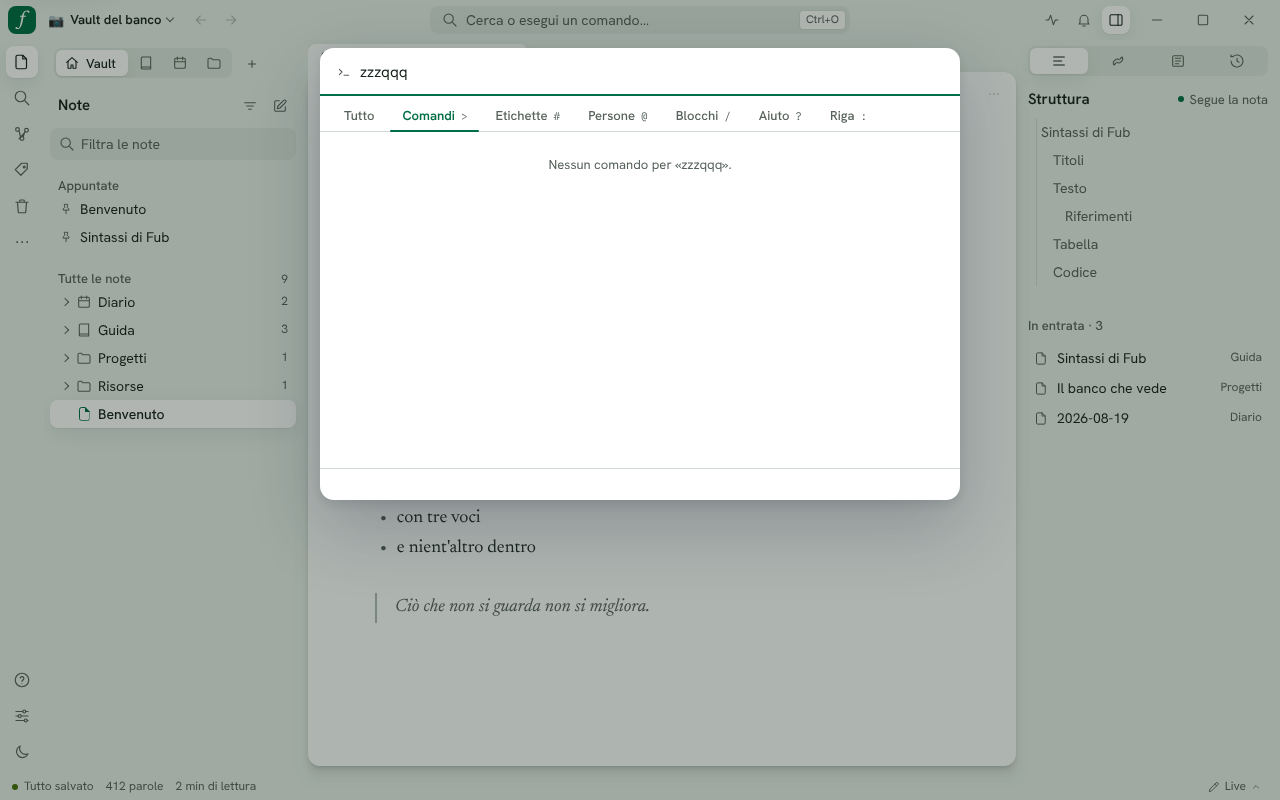 Vault del banco
Cerca o esegui un comando…
Ctrl+O
Vault
Note
Filtra le note
Appuntate
Benvenuto
Sintassi di Fub
Tutte le note 9
Diario 2
Guida 3
Progetti 1
Risorse 1
Benvenuto
zzzqqq
Tutto
Comandi >
Etichette #
Persone @
Blocchi /
Aiuto ?
Riga :
Nessun comando per «zzzqqq».
con tre voci
e nient'altro dentro
Ciò che non si guarda non si migliora.
Struttura
Segue la nota
Sintassi di Fub
Titoli
Testo
Riferimenti
Tabella
Codice
In entrata · 3
Sintassi di Fub Guida
Il banco che vede Progetti
2026-08-19 Diario
Tutto salvato
412 parole
2 min di lettura
Live